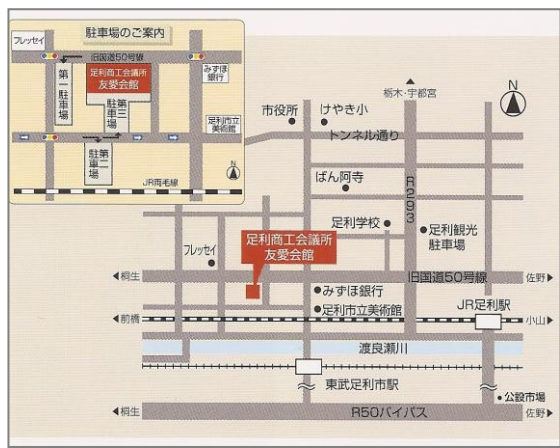 駐車場のご案内
フレッセイ
旧国道50号線
第一駐車場
足利商工会議所
友愛会館
第三駐車場
みずほ
銀行
足利市立
美術館
第二駐車場
JR両毛線
N
栃木・宇都宮
N
市役所
けやき小
トンネル通り
ばん阿寺
R293
足利学校
足利観光
駐車場
フレッセイ
足利商工会議所
友愛会館
桐生
旧国道50号線
佐野
みずほ銀行
足利市立美術館
JR足利駅
前橋
小山
渡良瀬川
東武足利市駅
公設市場
桐生
R50バイパス
佐野